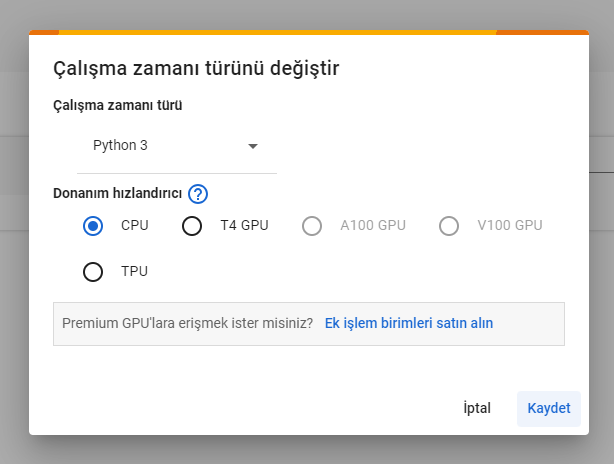 Çalışma zamanı türünü değiştir
Çalışma zamanı türü
Python 3
Donanım hızlandırıcı ?
CPU T4 GPU A100 GPU V100 GPU
TPU
Premium GPU'lara erişmek ister misiniz? Ek işlem birimleri satın alın
İptal Kaydet